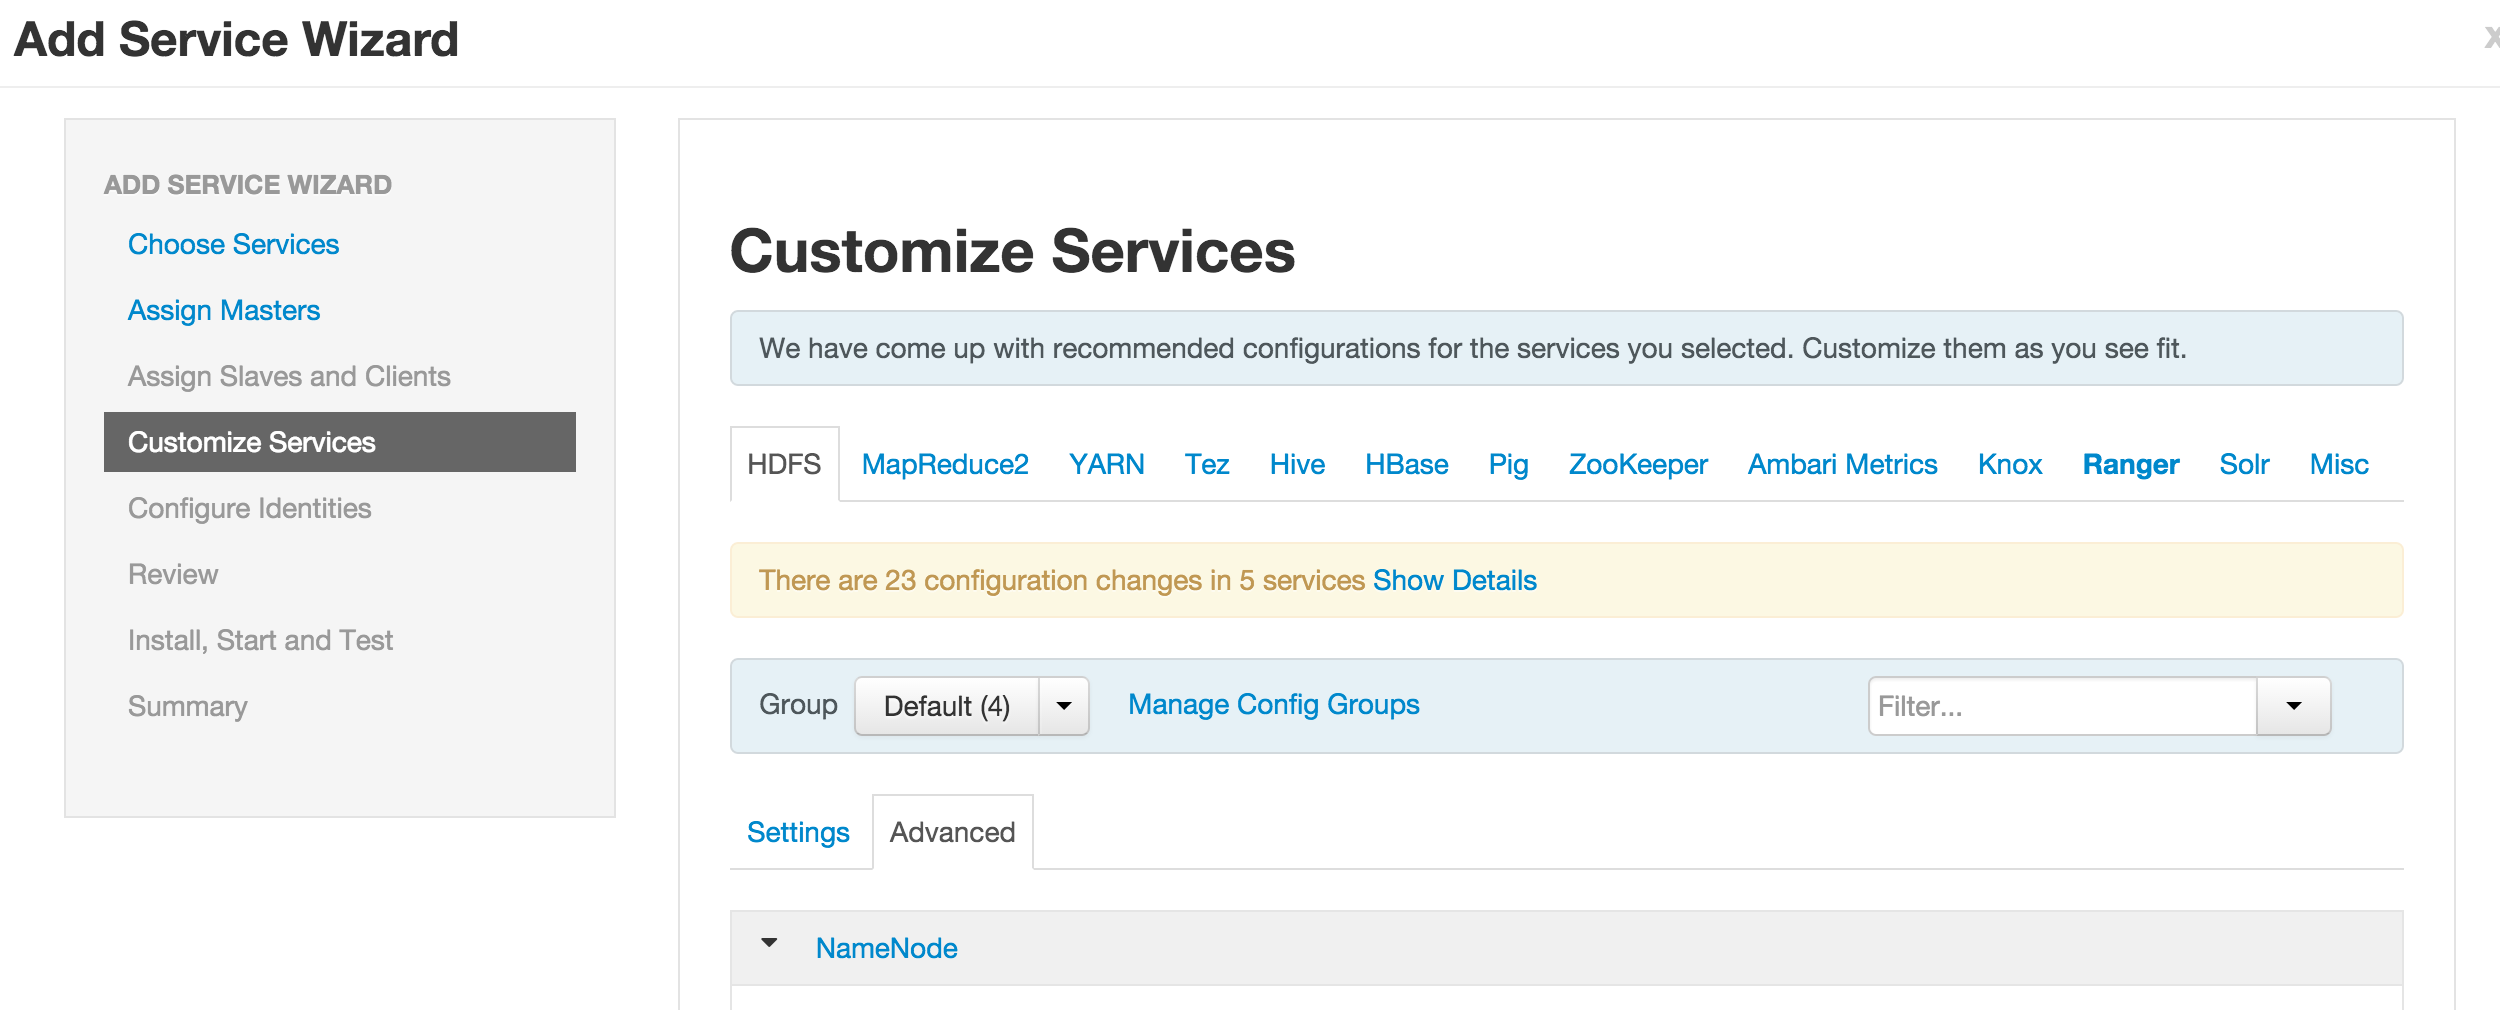 Add Service Wizard
x
ADD SERVICE WIZARD
Choose Services
Assign Masters
Assign Slaves and Clients
Customize Services
Configure Identities
Review
Install, Start and Test
Summary
Customize Services
We have come up with recommended configurations for the services you selected. Customize them as you see fit.
HDFS MapReduce2 YARN Tez Hive HBase Pig ZooKeeper Ambari Metrics Knox Ranger Solr Misc
There are 23 configuration changes in 5 services Show Details
Group Default (4) Manage Config Groups Filter...
Settings Advanced
NameNode